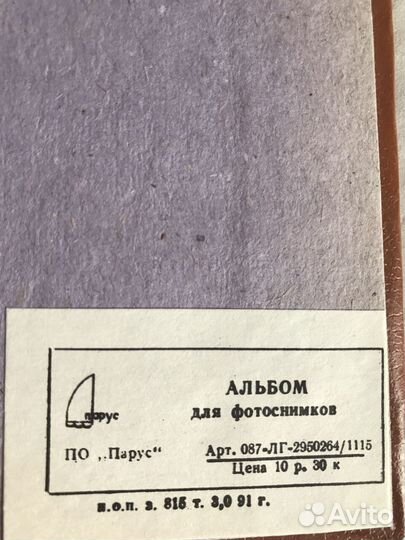 АЛЬБОМ
для фотоснимков
парус
ПО „Парус“
Арт. 087-ЛГ-2950264/1115
Цена 10 р. 30 к
и.о.п. з. 815 т. 3,0 91 г.
Avito